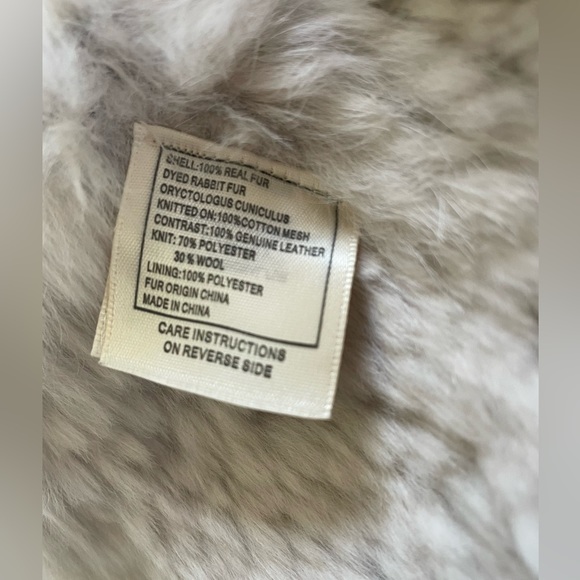 SHELL:100% REAL FUR
DYED RABBIT FUR
ORYCTOLOGUS CUNICULUS
KNITTED ON:100%COTTON MESH
CONTRAST:100% GENUINE LEATHER
KNIT: 70% POLYESTER
30% WOOL
LINING:100% POLYESTER
FUR ORIGIN CHINA
MADE IN CHINA
CARE INSTRUCTIONS
ON REVERSE SIDE